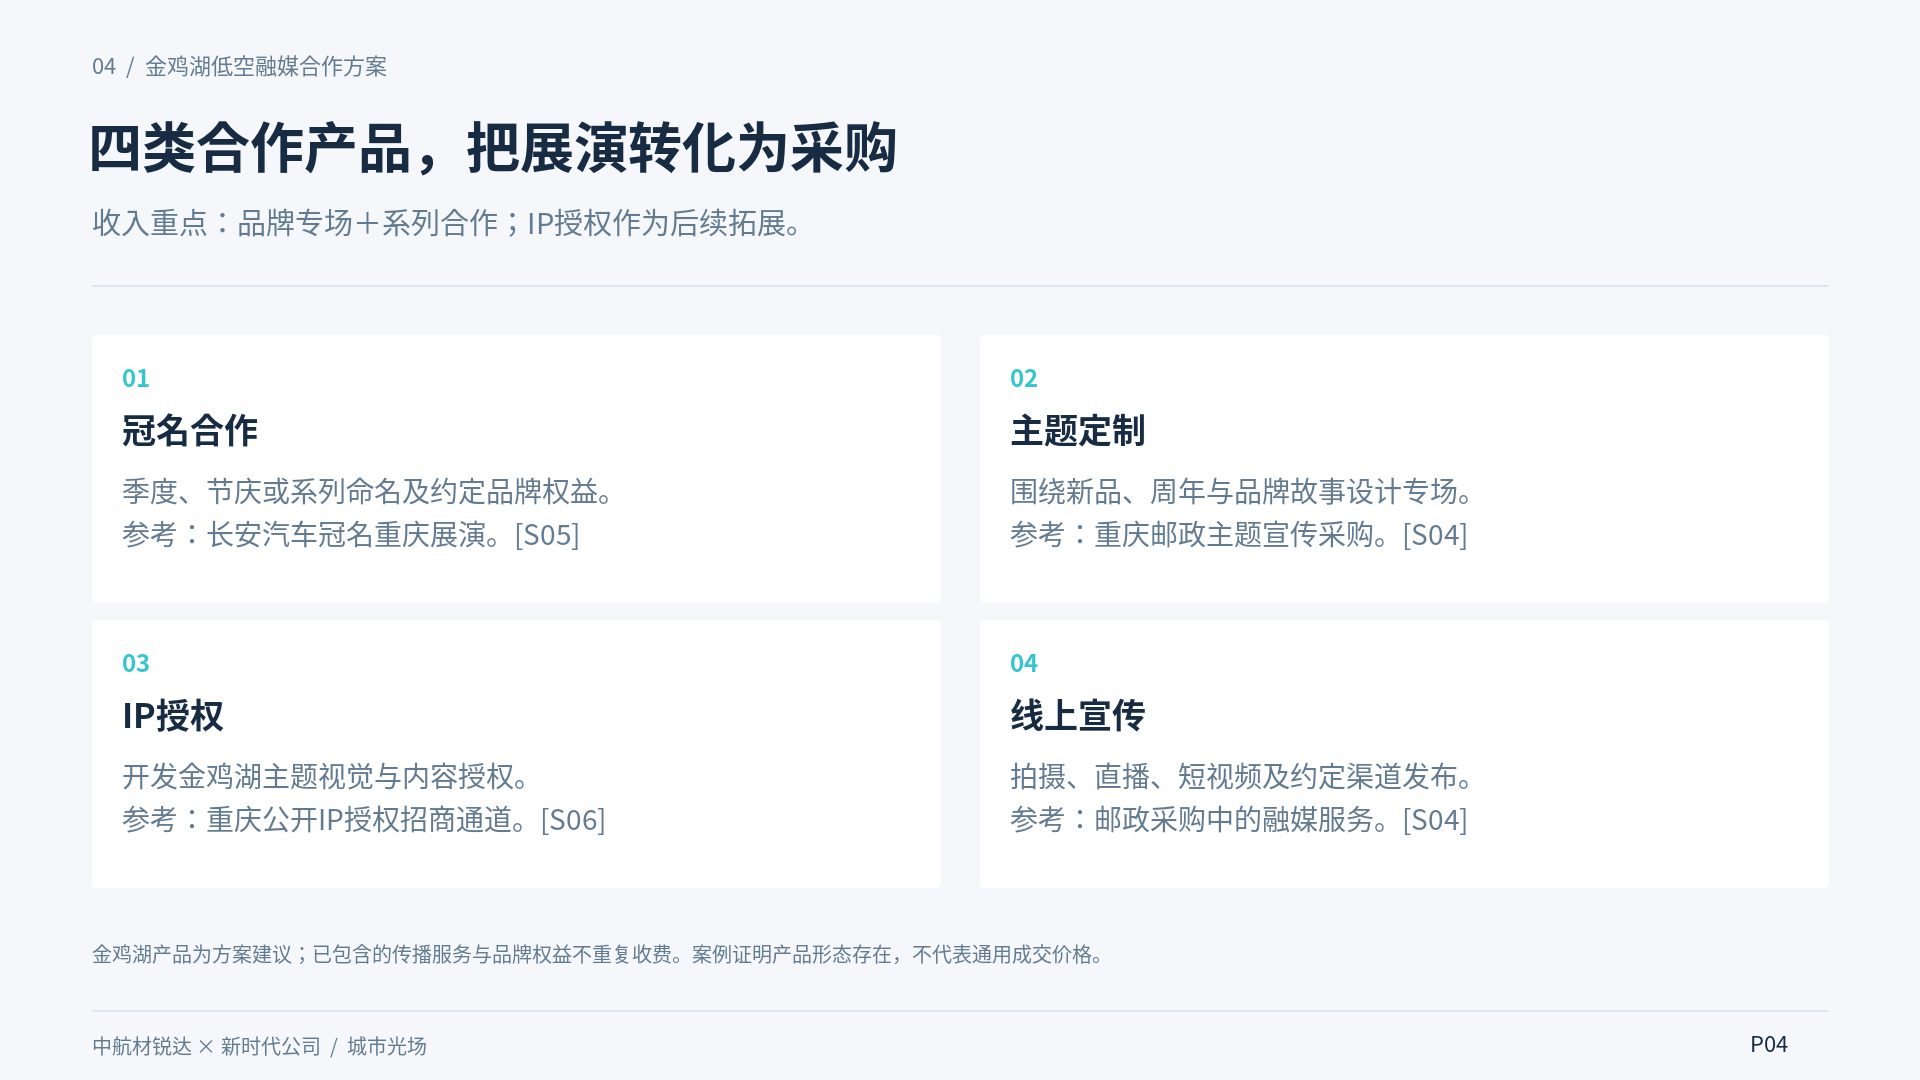 04 / 金鸡湖低空融媒合作方案
四类合作产品，把展演转化为采购
收入重点：品牌专场＋系列合作；IP授权作为后续拓展。
01
冠名合作
季度、节庆或系列命名及约定品牌权益。
参考：长安汽车冠名重庆展演。[S05]
02
主题定制
围绕新品、周年与品牌故事设计专场。
参考：重庆邮政主题宣传采购。[S04]
03
IP授权
开发金鸡湖主题视觉与内容授权。
参考：重庆公开IP授权招商通道。[S06]
04
线上宣传
拍摄、直播、短视频及约定渠道发布。
参考：邮政采购中的融媒服务。[S04]
金鸡湖产品为方案建议；已包含的传播服务与品牌权益不重复收费。案例证明产品形态存在，不代表通用成交价格。
中航材锐达 × 新时代公司 / 城市光场
P04